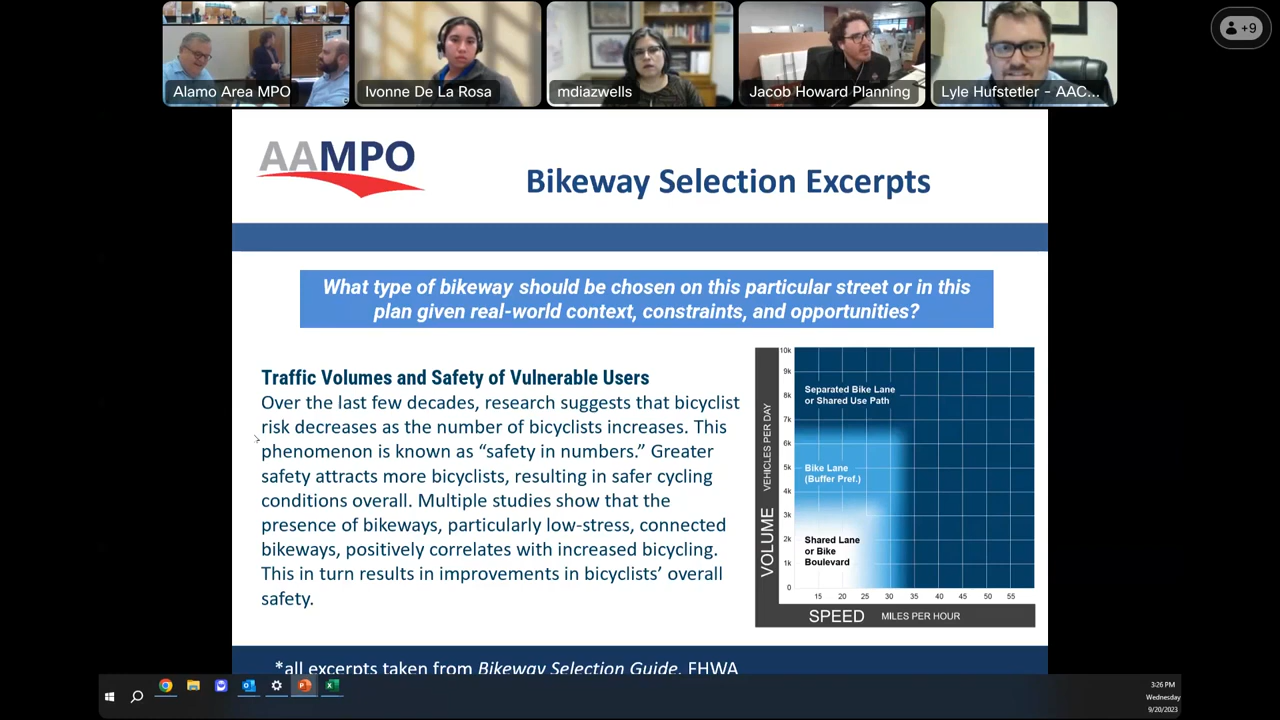 +9
Alamo Area MPO
Ivonne De La Rosa
mdiazwells
Jacob Howard Planning
Lyle Hufstetler - AAC...
AAMPO
Bikeway Selection Excerpts
What type of bikeway should be chosen on this particular street or in this
plan given real-world context, constraints, and opportunities?
Traffic Volumes and Safety of Vulnerable Users
Over the last few decades, research suggests that bicyclist
risk decreases as the number of bicyclists increases. This
phenomenon is known as “safety in numbers.” Greater
safety attracts more bicyclists, resulting in safer cycling
conditions overall. Multiple studies show that the
presence of bikeways, particularly low-stress, connected
bikeways, positively correlates with increased bicycling.
This in turn results in improvements in bicyclists’ overall
safety.
VOLUME VEHICLES PER DAY
10k
9k
8k
7k
6k
5k
4k
3k
2k
1k
0
Separated Bike Lane
or Shared Use Path
Bike Lane
(Buffer Pref.)
Shared Lane
or Bike
Boulevard
15 20 25 30 35 40 45 50 55
SPEED MILES PER HOUR
*all excerpts taken from Bikeway Selection Guide, FHWA
3:26 PM
Wednesday
9/20/2023